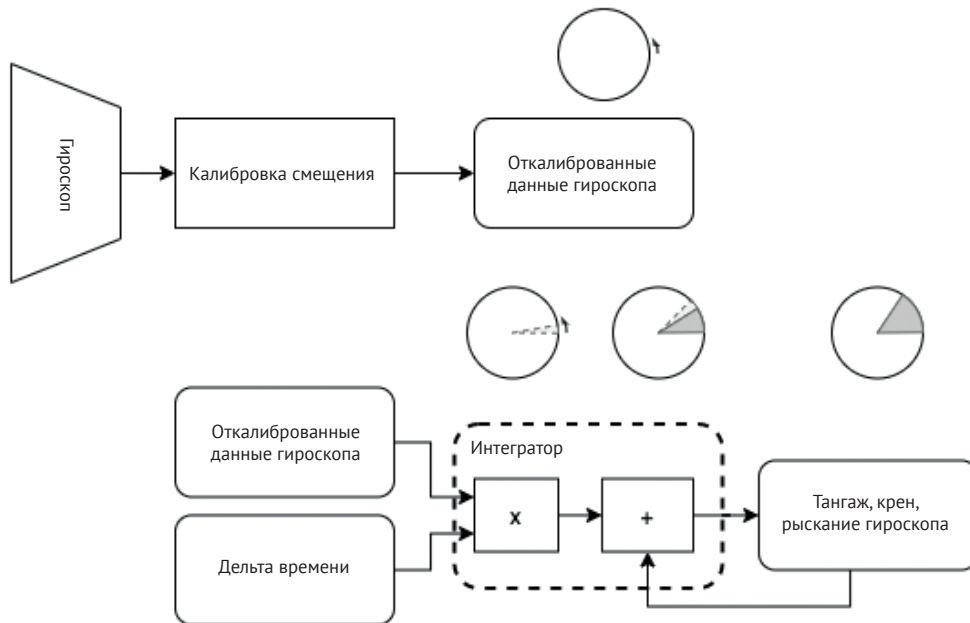 Гироскоп
Калибровка смещения
Откалиброванные
данные гироскопа
Откалиброванные
данные гироскопа
Интегратор
x
+
Тангаж, крен,
рыскание гироскопа
Дельта времени